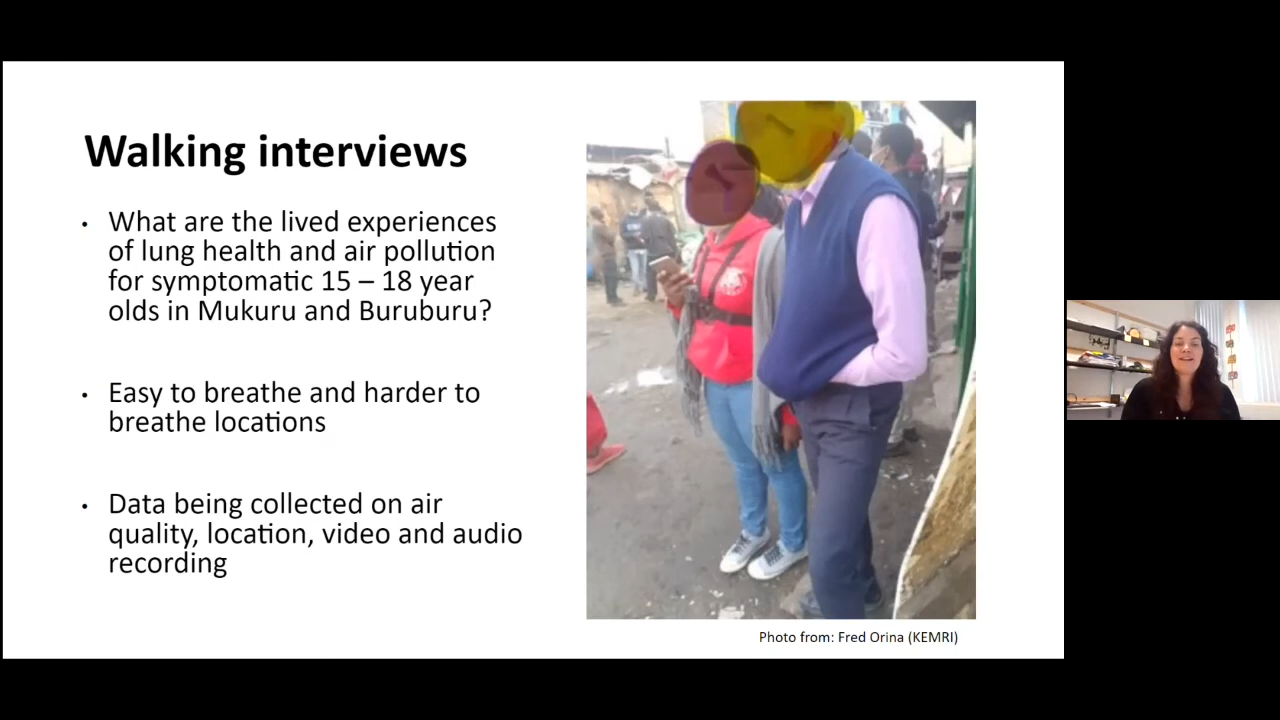 Walking interviews
• What are the lived experiences
of lung health and air pollution
for symptomatic 15 – 18 year
olds in Mukuru and Buruburu?
• Easy to breathe and harder to
breathe locations
• Data being collected on air
quality, location, video and audio
recording
Photo from: Fred Orina (KEMRI)